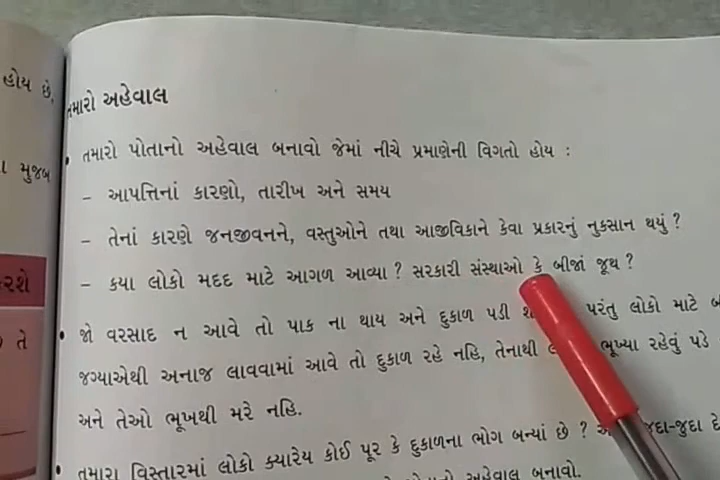 હોય છે,
મુજબ
રશે
તે
તમારો અહેવાલ
• તમારો પોતાનો અહેવાલ બનાવો જેમાં નીચે પ્રમાણેની વિગતો હોય :
– આપત્તિનાં કારણો, તારીખ અને સમય
– તેનાં કારણે જનજીવનને, વસ્તુઓને તથા આજીવિકાને કેવા પ્રકારનું નુકસાન થયું ?
– કયા લોકો મદદ માટે આગળ આવ્યા ? સરકારી સંસ્થાઓ કે બીજાં જૂથ ?
• જો વરસાદ ન આવે તો પાક ના થાય અને દુકાળ પડી પરંતુ લોકો માટે
જગ્યાએથી અનાજ લાવવામાં આવે તો દુકાળ રહે નહિ, તેનાથી ભૂખ્યા રહેવું પડે
અને તેઓ ભૂખથી મરે નહિ.
• તમારા વિસ્તારમાં લોકો ક્યારેય કોઈ પૂર કે દુકાળના ભોગ બન્યાં છે ? જુદા-જુદા
અહેવાલ બનાવો.